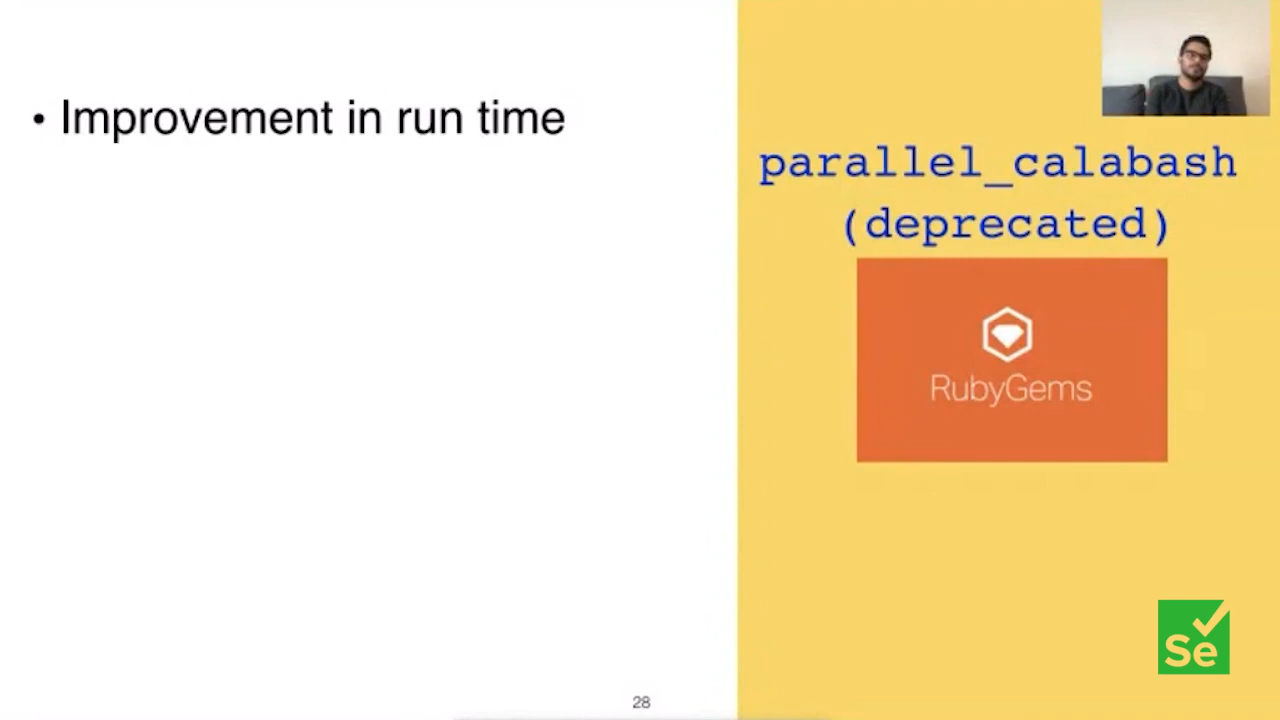 • Improvement in run time
parallel_calabash
(deprecated)
RubyGems
Se
28